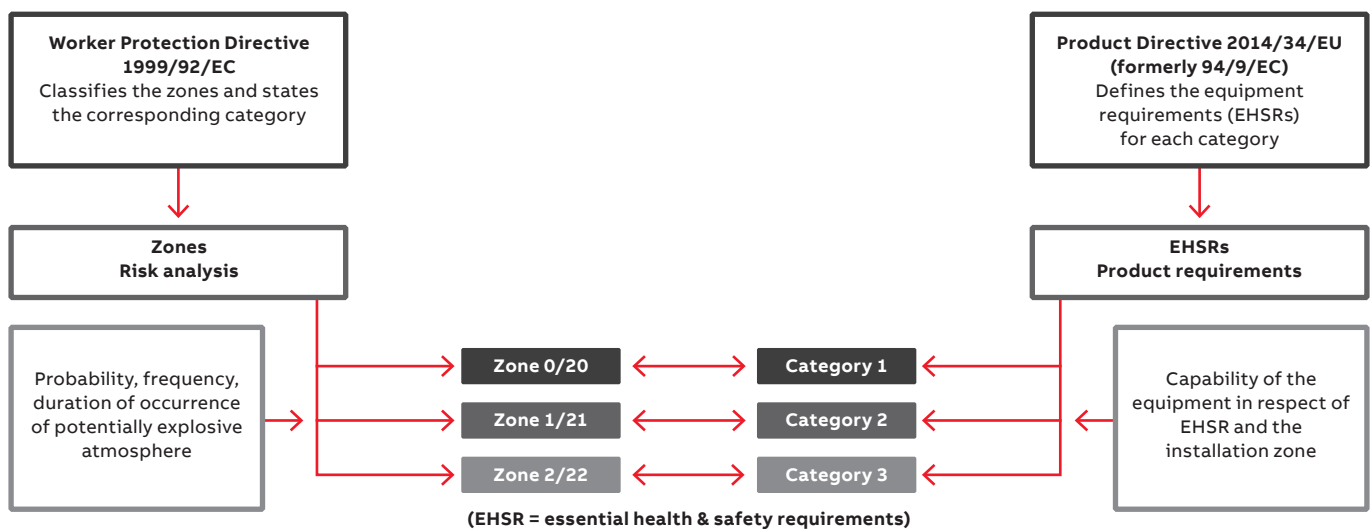 Worker Protection Directive
1999/92/EC
Classifies the zones and states
the corresponding category
Product Directive 2014/34/EU
(formerly 94/9/EC)
Defines the equipment
requirements (EHSRs)
for each category
Zones
Risk analysis
EHSRs
Product requirements
Probability, frequency,
duration of occurrence
of potentially explosive
atmosphere
Zone 0/20
Category 1
Zone 1/21
Category 2
Zone 2/22
Category 3
Capability of the
equipment in respect of
EHSR and the
installation zone
(EHSR = essential health & safety requirements)